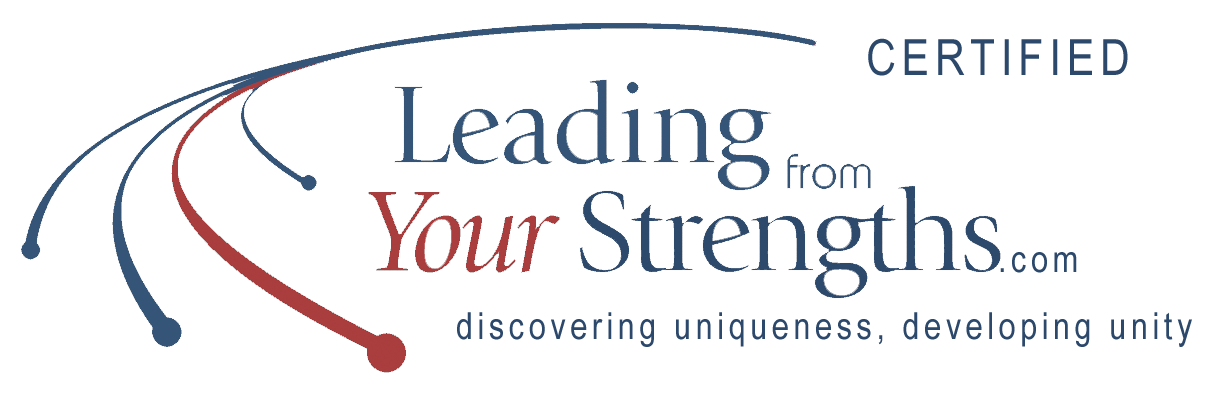 CERTIFIED
Leading
from
Your Strengths.com
discovering uniqueness, developing unity